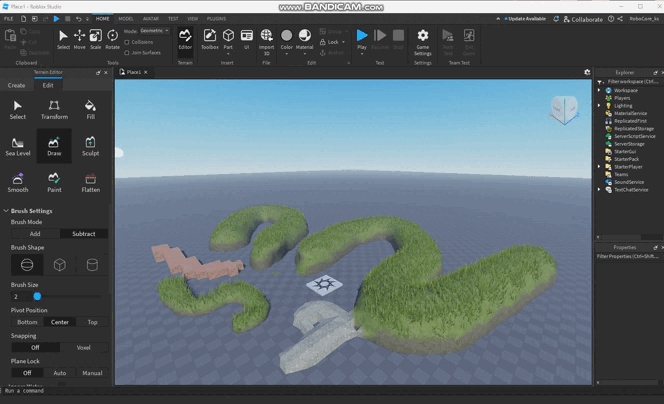 Place1 - Roblox Studio
www.BANDICAM.com
FILE
HOME
MODEL
AVATAR
TEST
VIEW
PLUGINS
Update Available
Collaborate
Paste
Copy
Cut
Duplicate
Clipboard
Select
Move
Scale
Rotate
Mode: Geometric
Collisions
Join Surfaces
Tools
Editor
Terrain
Toolbox
Part
UI
Insert
Import
3D
File
Color
Material
Group
Lock
Anchor
Edit
Play
Resume
Stop
Test
Game
Settings
Settings
Team
Test
Exit
Game
Team Test
Terrain Editor
Create
Edit
Select
Transform
Fill
Sea Level
Draw
Sculpt
Smooth
Paint
Flatten
Brush Settings
Brush Mode
Add
Subtract
Brush Shape
Brush Size
2
Pivot Position
Bottom
Center
Top
Snapping
Off
Voxel
Plane Lock
Off
Auto
Manual
Run a command
Place1
Explorer
Filter workspace (Ctrl+Shift...
Workspace
Players
Lighting
MaterialService
ReplicatedFirst
ReplicatedStorage
ServerScriptService
ServerStorage
StarterGui
StarterPack
StarterPlayer
Teams
SoundService
TextChatService
Properties
Filter Properties (Ctrl+Shift...